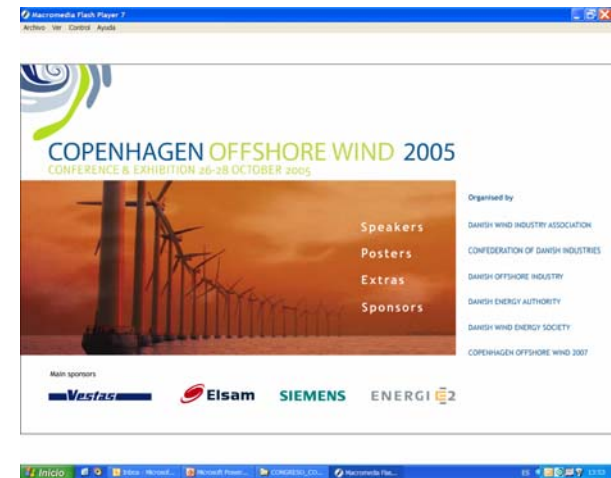 Macromedia Flash Player 7
Archivo Ver Control Ayuda
COPENHAGEN OFFSHORE WIND 2005
CONFERENCE & EXHIBITION 26-28 OCTOBER 2005
Speakers
Posters
Extras
Sponsors
Organised by
DANISH WIND INDUSTRY ASSOCIATION
CONFEDERATION OF DANISH INDUSTRIES
DANISH OFFSHORE INDUSTRY
DANISH ENERGY AUTHORITY
DANISH WIND ENERGY SOCIETY
COPENHAGEN OFFSHORE WIND 2007
Main sponsors
Vestas Elsam SIEMENS ENERGI E2
Inicio Inbox - Microsof... Microsoft Power... CONGRESO_CO... Macromedia Flas... ES 13:53